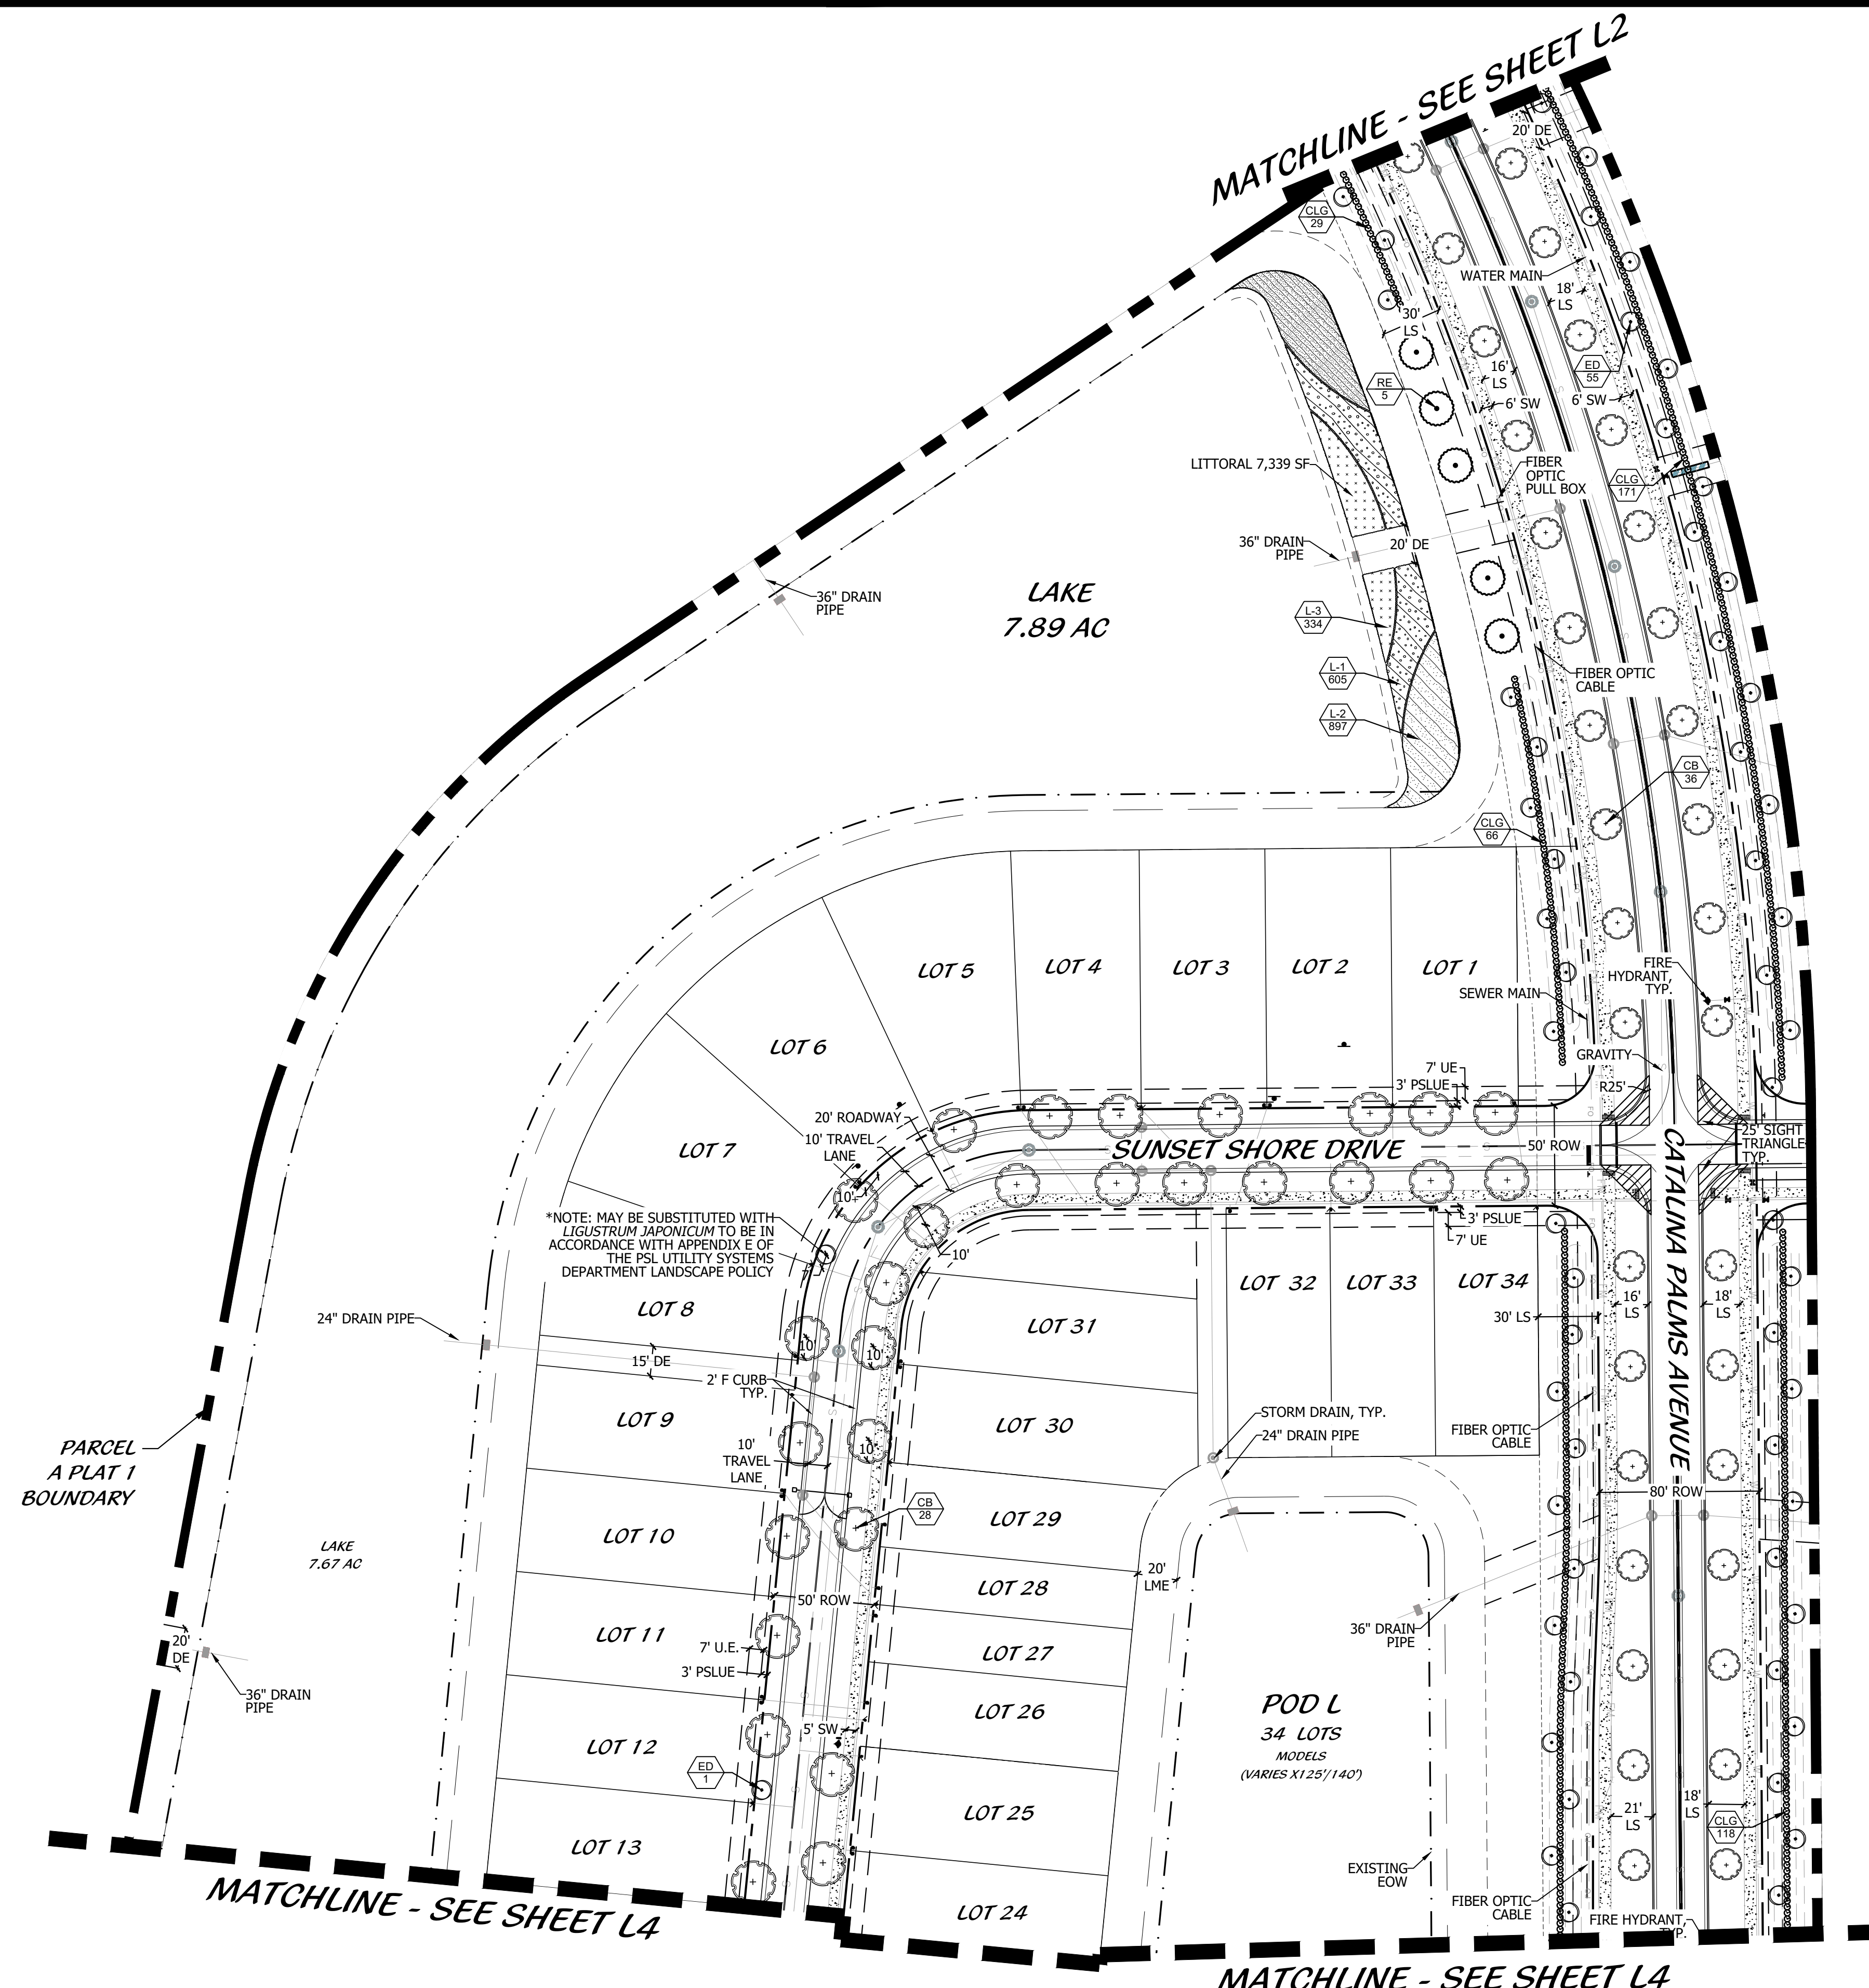 MATCHLINE - SEE SHEET L2
20' DE
CLG
29
WATER MAIN
18'
LS
30'
LS
16'
LS
ED
55
RE
5
6' SW
6' SW
LITTORAL 7,339 SF
FIBER
OPTIC
PULL BOX
CLG
171
36" DRAIN
PIPE
20' DE
36" DRAIN
PIPE
LAKE
7.89 AC
L-3
334
L-1
605
L-2
897
FIBER OPTIC
CABLE
CB
36
CLG
66
LOT 5
LOT 4
LOT 3
LOT 2
LOT 1
FIRE
HYDRANT,
TYP.
SEWER MAIN
LOT 6
GRAVITY
7' UE
3' PSLUE
R25'
20' ROADWAY
10' TRAVEL
LANE
LOT 7
SUNSET SHORE DRIVE
50' ROW
25' SIGHT
TRIANGLE
TYP.
CATALINA PALMS AVENUE
10'
*NOTE: MAY BE SUBSTITUTED WITH
LIGUSTRUM JAPONICUM TO BE IN
ACCORDANCE WITH APPENDIX E OF
THE PSL UTILITY SYSTEMS
DEPARTMENT LANDSCAPE POLICY
7'
10'
3' PSLUE
7' UE
LOT 32
LOT 33
LOT 34
LOT 8
24" DRAIN PIPE
LOT 31
16'
LS
18'
LS
30' LS
10'
10'
15' DE
2' F CURB
TYP.
LOT 9
LOT 30
STORM DRAIN, TYP.
24" DRAIN PIPE
FIBER OPTIC
CABLE
PARCEL
A PLAT 1
BOUNDARY
10'
TRAVEL
LANE
10'
80' ROW
CB
28
LOT 10
LOT 29
LAKE
7.67 AC
20'
LME
LOT 28
50' ROW
LOT 11
7' U.E.
3' PSLUE
LOT 27
36" DRAIN
PIPE
20'
DE
36" DRAIN
PIPE
LOT 26
POD L
34 LOTS
MODELS
(VARIES X125'/140')
5' SW
LOT 12
ED
1
LOT 25
21'
LS
18'
LS
CLG
118
LOT 13
EXISTING
EOW
LOT 24
FIBER OPTIC
CABLE
FIRE HYDRANT,
TYP.
MATCHLINE - SEE SHEET L4
MATCHLINE - SEE SHEET L4